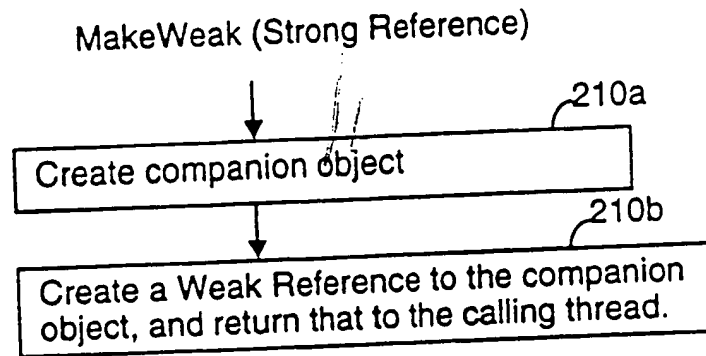 MakeWeak (Strong Reference)
210a
Create companion object
210b
Create a Weak Reference to the companion
object, and return that to the calling thread.